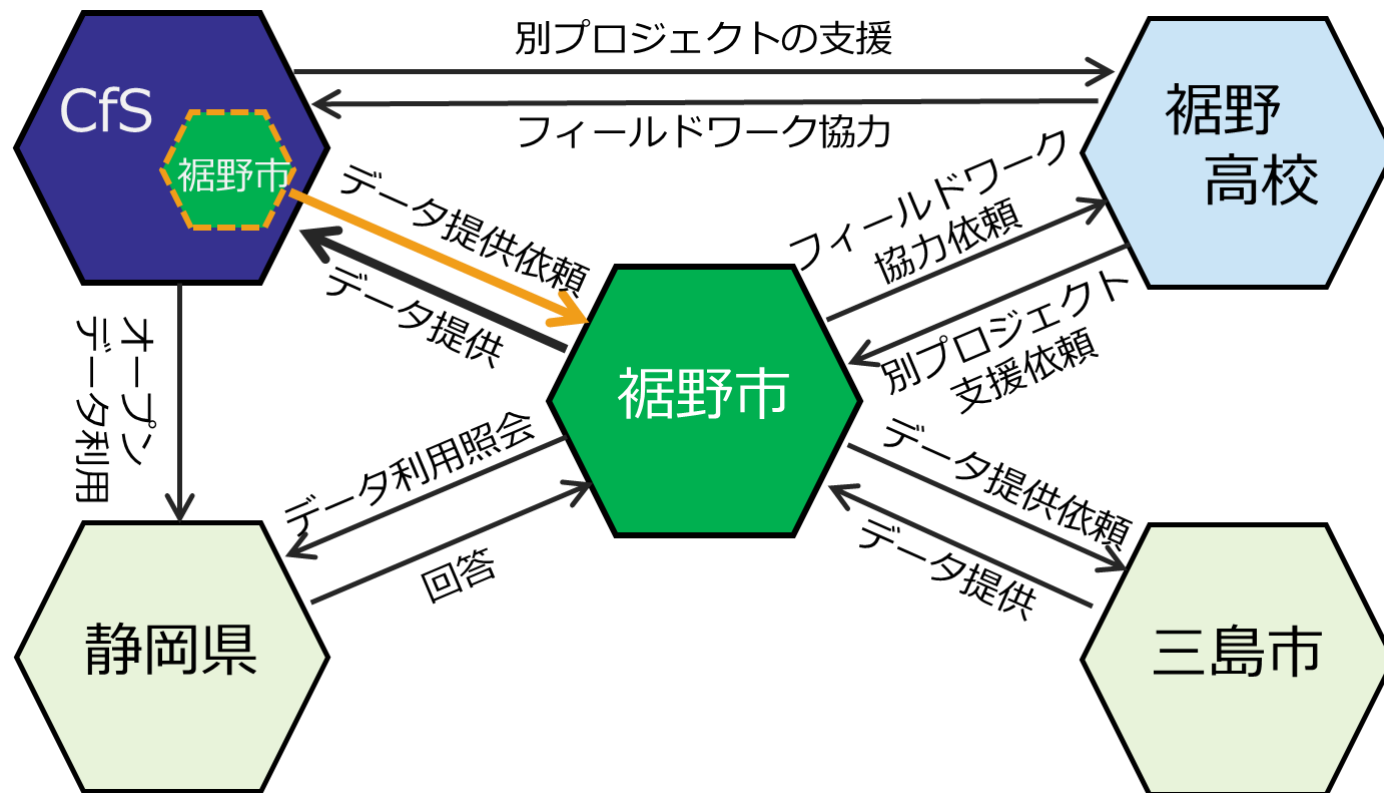 別プロジェクトの支援
CfS
裾野市
フィールドワーク協力
裾野
高校
データ提供依頼
データ提供
フィールドワーク
協力依頼
別プロジェクト
支援依頼
裾野市
オープン
データ利用
データ利用照会
回答
データ提供依頼
データ提供
静岡県
三島市